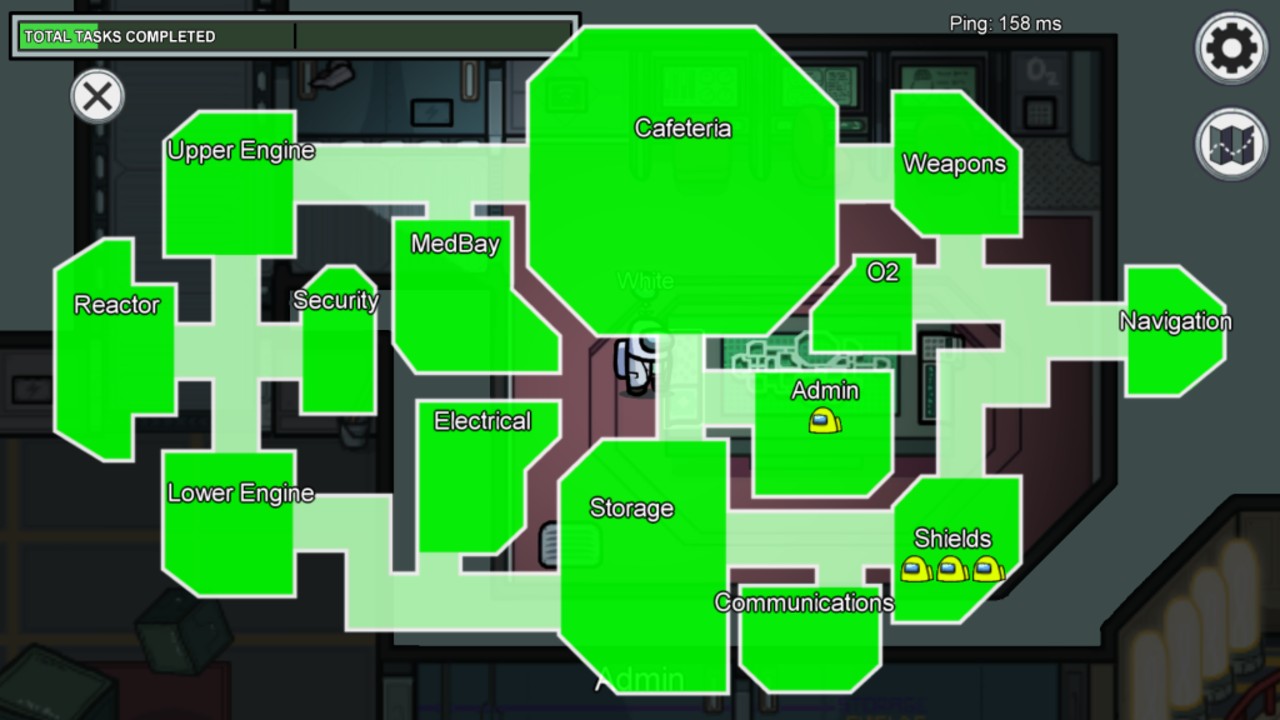 TOTAL TASKS COMPLETED
Ping: 158 ms
O₂
Cafeteria
Upper Engine
Weapons
MedBay
O2
White
Reactor
Security
Navigation
Admin
Electrical
Lower Engine
Storage
Shields
Communications
Admin